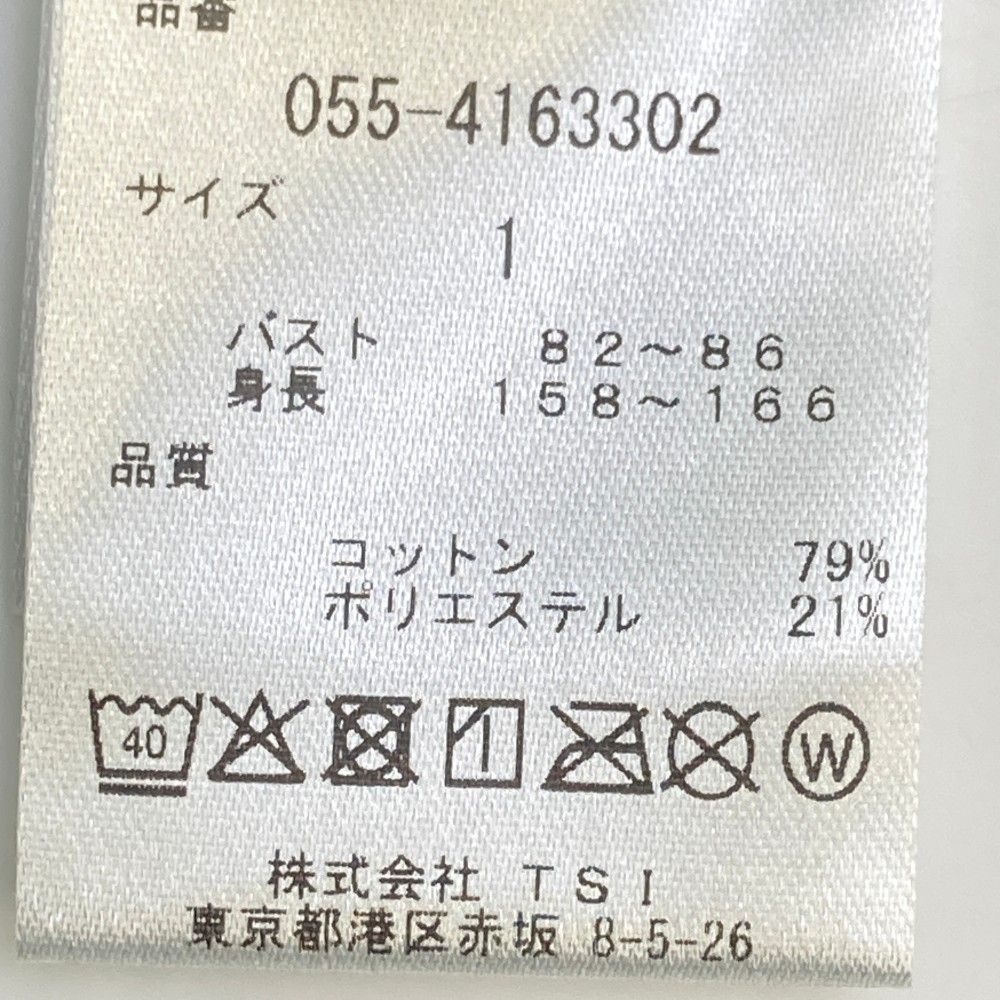 品番
055-4163302
サイズ
1
バスト 82～86
身長 158～166
品質
コットン 79%
ポリエステル 21%
40 W
株式会社 TSI
東京都港区赤坂 8-5-26